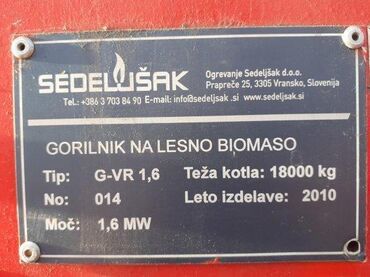 SÉDELJŠAK
Ogrevanje Sedeljšak d.o.o.
Prapreče 25, 3305 Vransko, Slovenija
Tel.: +386 3 703 84 90 E-mail: info@sedeljsak .si www.sedeljsak.si
GORILNIK NA LESNO BIOMASO
Tip: G-VR 1,6 Teža kotla: 18000 kg
No: 014 Leto izdelave: 2010
Moč: 1,6 MW